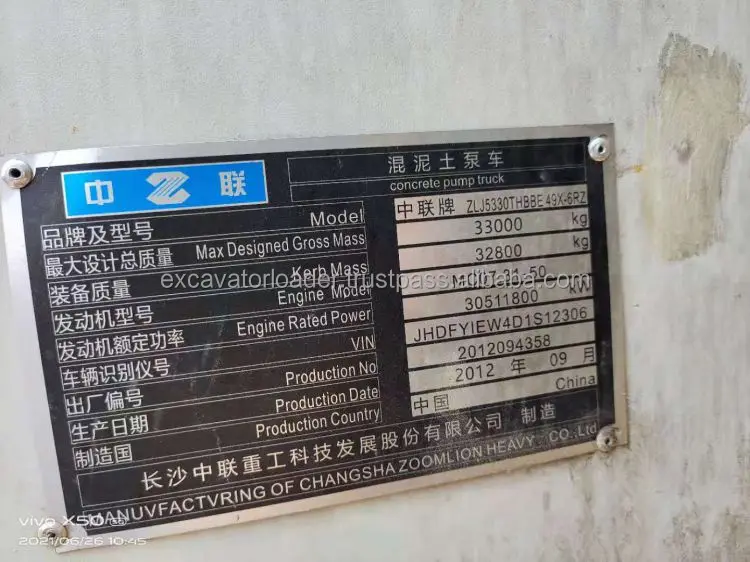 中 联
混泥土泵车
concrete pump truck
品牌及型号 Model 中联牌 ZLJ5330THBBE 49X-6RZ
最大设计总质量 Max Designed Gross Mass 33000 kg
装备质量 Kerb Mass 32800 kg
excavatorloader.trustpass.alibaba.com
发动机型号 Engine Model
发动机额定功率 Engine Rated Power 30511800 KW
车辆识别仪号 VIN JHDFYIEW4D1S12306
出厂编号 Production No 2012094358
生产日期 Production Date 2012 年 09 月
制造国 Production Country 中国 China
长沙中联重工科技发展股份有限公司 制造
MANUVFACTVRING OF CHANGSHA ZOOMLION HEAVY . CO.,Ltd
vivo X50
2021/06/26 10:45